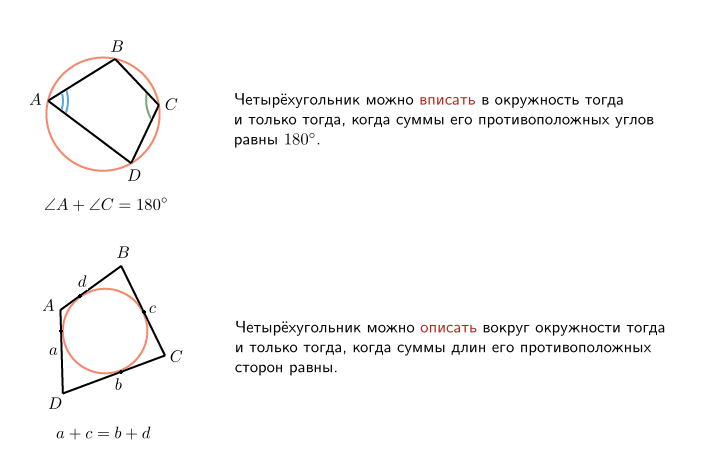 B
A
C
D
∠A + ∠C = 180°
Четырёхугольник можно вписать в окружность тогда
и только тогда, когда суммы его противоположных углов
равны 180°.
B
d
A
c
a
C
b
D
a + c = b + d
Четырёхугольник можно описать вокруг окружности тогда
и только тогда, когда суммы длин его противоположных
сторон равны.